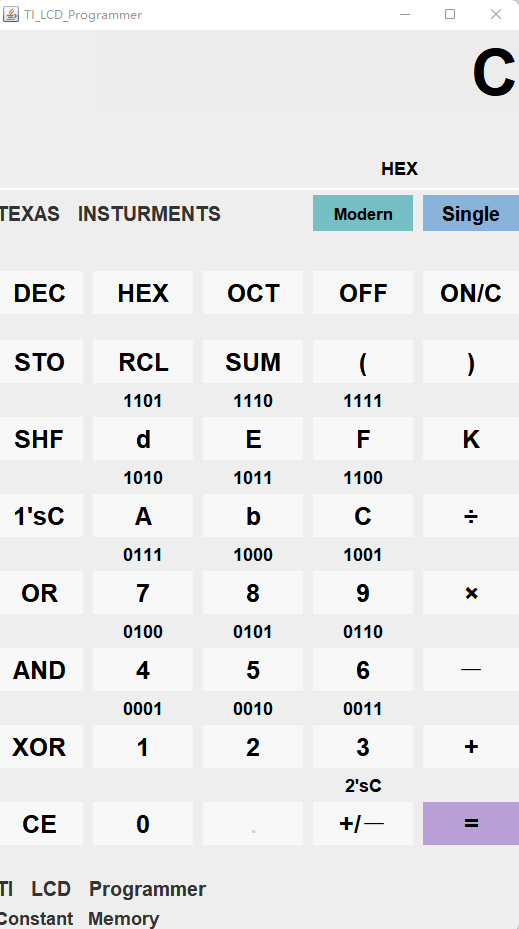 TI_LCD_Programmer
C
HEX
TEXAS INSTURMENTS Modern Single
DEC HEX OCT OFF ON/C
STO RCL SUM ( )
1101 1110 1111
SHF d E F K
1010 1011 1100
1'sC A b C ÷
0111 1000 1001
OR 7 8 9 ×
0100 0101 0110
AND 4 5 6 —
0001 0010 0011
XOR 1 2 3 +
2'sC
CE 0 . +/— =
TI LCD Programmer
Constant Memory